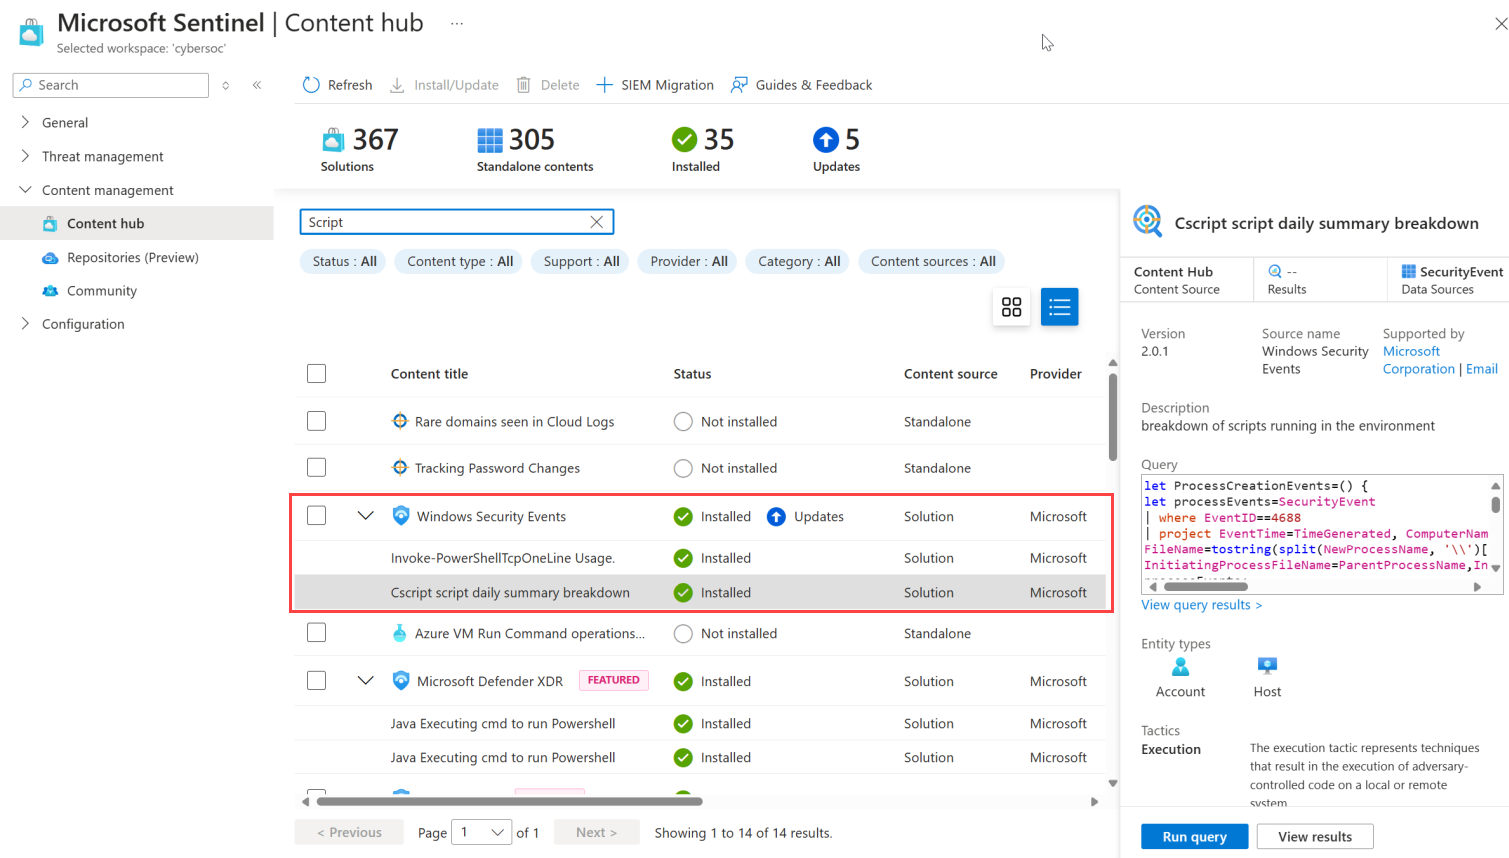 Microsoft Sentinel | Content hub ...
Selected workspace: 'cybersoc'
Search
General
Threat management
Content management
Content hub
Repositories (Preview)
Community
Configuration
Refresh Install/Update Delete SIEM Migration Guides & Feedback
367 305 35 5
Solutions Standalone contents Installed Updates
Script
Status : All Content type : All Support : All Provider : All Category : All Content sources : All
Content title Status Content source Provider
Rare domains seen in Cloud Logs Not installed Standalone
Tracking Password Changes Not installed Standalone
Windows Security Events Installed Updates Solution Microsoft
Invoke-PowerShellTcpOneLine Usage. Installed Solution Microsoft
Cscript script daily summary breakdown Installed Solution Microsoft
Azure VM Run Command operations... Not installed Standalone
Microsoft Defender XDR FEATURED Installed Solution Microsoft
Java Executing cmd to run Powershell Installed Solution Microsoft
Java Executing cmd to run Powershell Installed Solution Microsoft
< Previous Page 1 of 1 Next > Showing 1 to 14 of 14 results.
Cscript script daily summary breakdown
Content Hub -- SecurityEvent
Content Source Results Data Sources
Version Source name Supported by
2.0.1 Windows Security Microsoft
Events Corporation | Email
Description
breakdown of scripts running in the environment
Query
let ProcessCreationEvents=() {
let processEvents=SecurityEvent
| where EventID==4688
| project EventTime=TimeGenerated, ComputerNam
FileName=tostring(split(NewProcessName, '\\')[
InitiatingProcessFileName=ParentProcessName,In
View query results >
Entity types
Account Host
Tactics
Execution The execution tactic represents techniques
that result in the execution of adversary-
controlled code on a local or remote
system
Run query View results